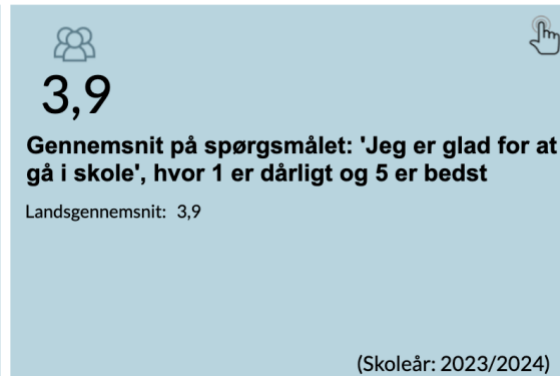 3,9
Gennemsnit på spørgsmålet: 'Jeg er glad for at
gå i skole', hvor 1 er dårligt og 5 er bedst
Landsgennemsnit: 3,9
(Skoleår: 2023/2024)